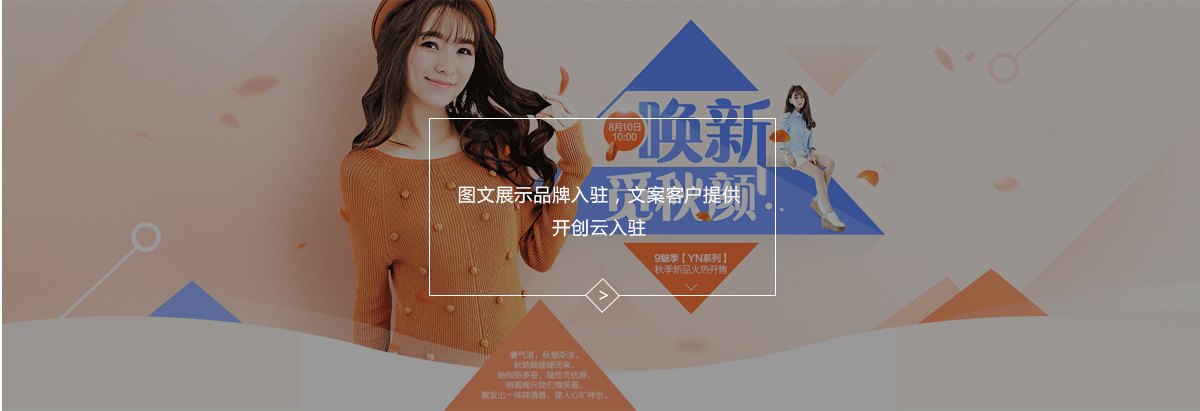 8月10日
10:00
唤新
觅秋颜!
图文展示品牌入驻，文案客户提供
开创云入驻
9魅季【YN系列】
秋季新品火热开售
>
暑气消，秋意渐浓，
秋姑娘姗姗而来，
她绚丽多姿，随性而优雅，
咧着嘴向我们微笑着，
散发出一阵阵清香，使人心旷神怡。